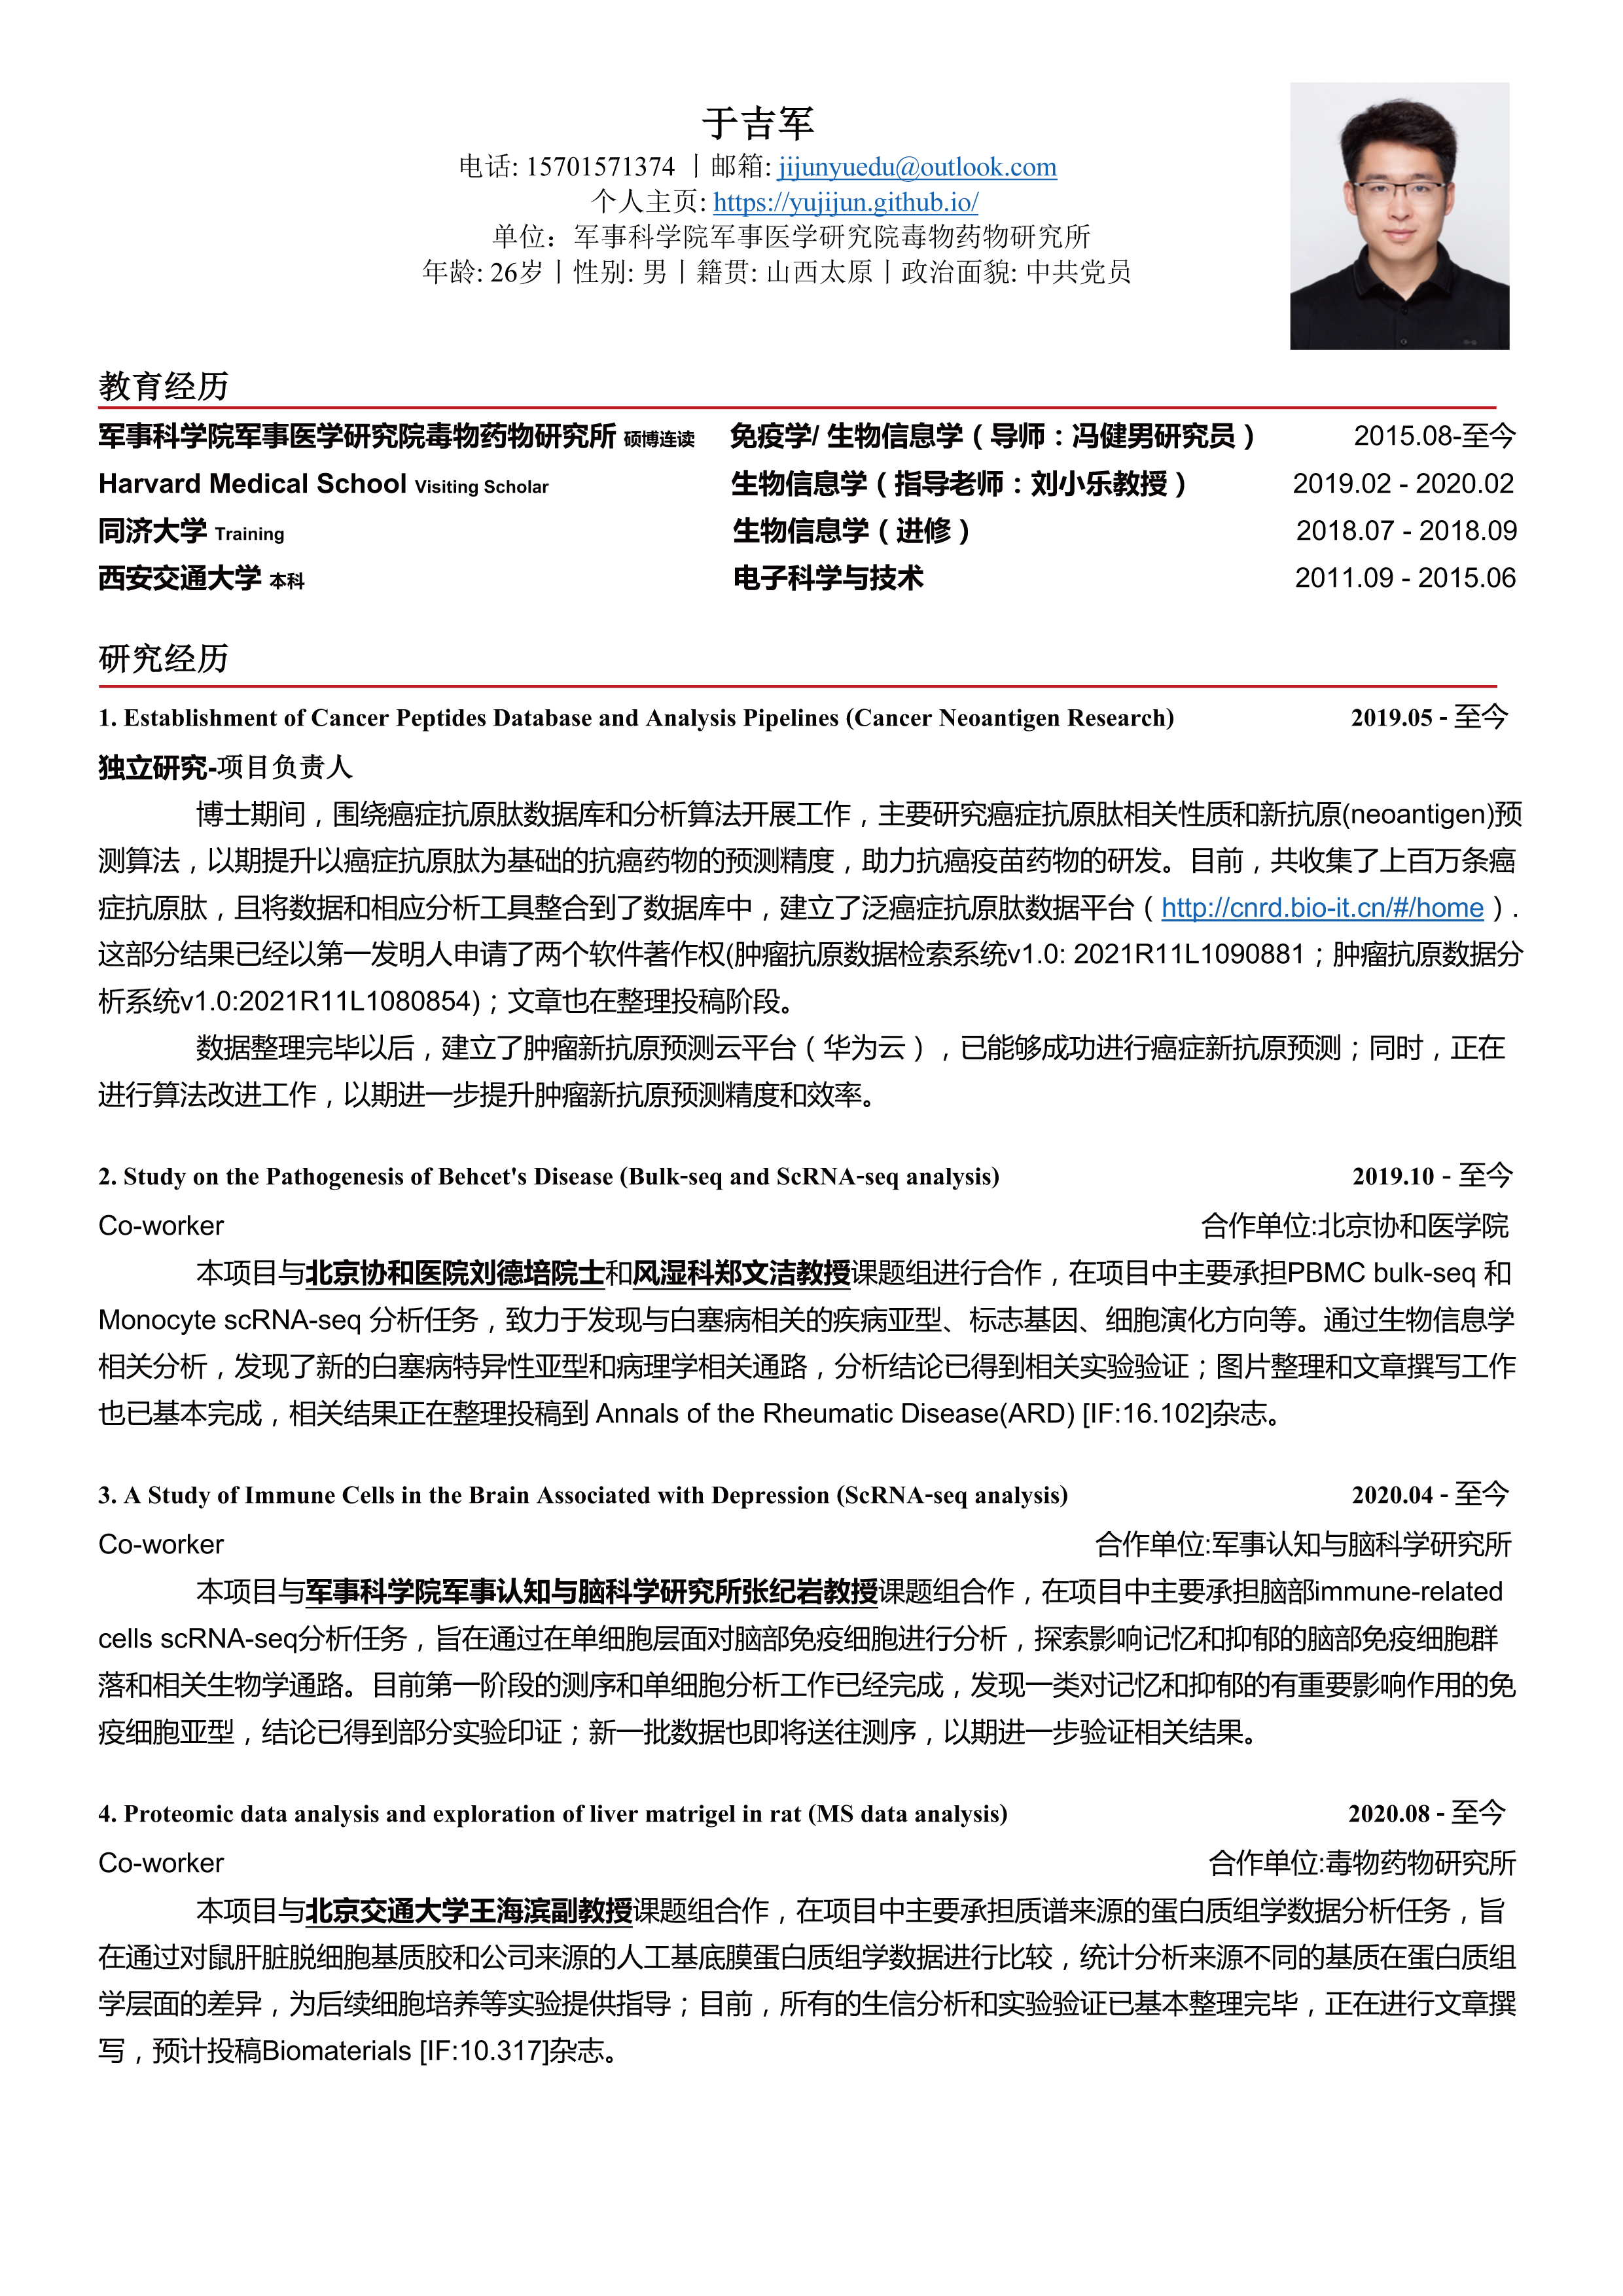 于吉军
电话: 15701571374 丨邮箱: jijunyuedu@outlook.com
个人主页: https://yujijun.github.io/
单位：军事科学院军事医学研究院毒物药物研究所
年龄: 26岁丨性别: 男丨籍贯: 山西太原丨政治面貌: 中共党员
教育经历
军事科学院军事医学研究院毒物药物研究所 硕博连读 免疫学/ 生物信息学（导师：冯健男研究员） 2015.08-至今
Harvard Medical School Visiting Scholar 生物信息学（指导老师：刘小乐教授） 2019.02 - 2020.02
同济大学 Training 生物信息学（进修） 2018.07 - 2018.09
西安交通大学 本科 电子科学与技术 2011.09 - 2015.06
研究经历
1. Establishment of Cancer Peptides Database and Analysis Pipelines (Cancer Neoantigen Research) 2019.05 - 至今
独立研究-项目负责人
博士期间，围绕癌症抗原肽数据库和分析算法开展工作，主要研究癌症抗原肽相关性质和新抗原(neoantigen)预
测算法，以期提升以癌症抗原肽为基础的抗癌药物的预测精度，助力抗癌疫苗药物的研发。目前，共收集了上百万条癌
症抗原肽，且将数据和相应分析工具整合到了数据库中，建立了泛癌症抗原肽数据平台（http://cnrd.bio-it.cn/#/home）.
这部分结果已经以第一发明人申请了两个软件著作权(肿瘤抗原数据检索系统v1.0: 2021R11L1090881；肿瘤抗原数据分
析系统v1.0:2021R11L1080854)；文章也在整理投稿阶段。
数据整理完毕以后，建立了肿瘤新抗原预测云平台（华为云），已能够成功进行癌症新抗原预测；同时，正在
进行算法改进工作，以期进一步提升肿瘤新抗原预测精度和效率。
2. Study on the Pathogenesis of Behcet's Disease (Bulk-seq and ScRNA-seq analysis) 2019.10 - 至今
Co-worker 合作单位:北京协和医学院
本项目与北京协和医院刘德培院士和风湿科郑文洁教授课题组进行合作，在项目中主要承担PBMC bulk-seq 和
Monocyte scRNA-seq 分析任务，致力于发现与白塞病相关的疾病亚型、标志基因、细胞演化方向等。通过生物信息学
相关分析，发现了新的白塞病特异性亚型和病理学相关通路，分析结论已得到相关实验验证；图片整理和文章撰写工作
也已基本完成，相关结果正在整理投稿到 Annals of the Rheumatic Disease(ARD) [IF:16.102]杂志。
3. A Study of Immune Cells in the Brain Associated with Depression (ScRNA-seq analysis) 2020.04 - 至今
Co-worker 合作单位:军事认知与脑科学研究所
本项目与军事科学院军事认知与脑科学研究所张纪岩教授课题组合作，在项目中主要承担脑部immune-related
cells scRNA-seq分析任务，旨在通过在单细胞层面对脑部免疫细胞进行分析，探索影响记忆和抑郁的脑部免疫细胞群
落和相关生物学通路。目前第一阶段的测序和单细胞分析工作已经完成，发现一类对记忆和抑郁的有重要影响作用的免
疫细胞亚型，结论已得到部分实验印证；新一批数据也即将送往测序，以期进一步验证相关结果。
4. Proteomic data analysis and exploration of liver matrigel in rat (MS data analysis) 2020.08 - 至今
Co-worker 合作单位:毒物药物研究所
本项目与北京交通大学王海滨副教授课题组合作，在项目中主要承担质谱来源的蛋白质组学数据分析任务，旨
在通过对鼠肝脏脱细胞基质胶和公司来源的人工基底膜蛋白质组学数据进行比较，统计分析来源不同的基质在蛋白质组
学层面的差异，为后续细胞培养等实验提供指导；目前，所有的生信分析和实验验证已基本整理完毕，正在进行文章撰
写，预计投稿Biomaterials [IF:10.317]杂志。